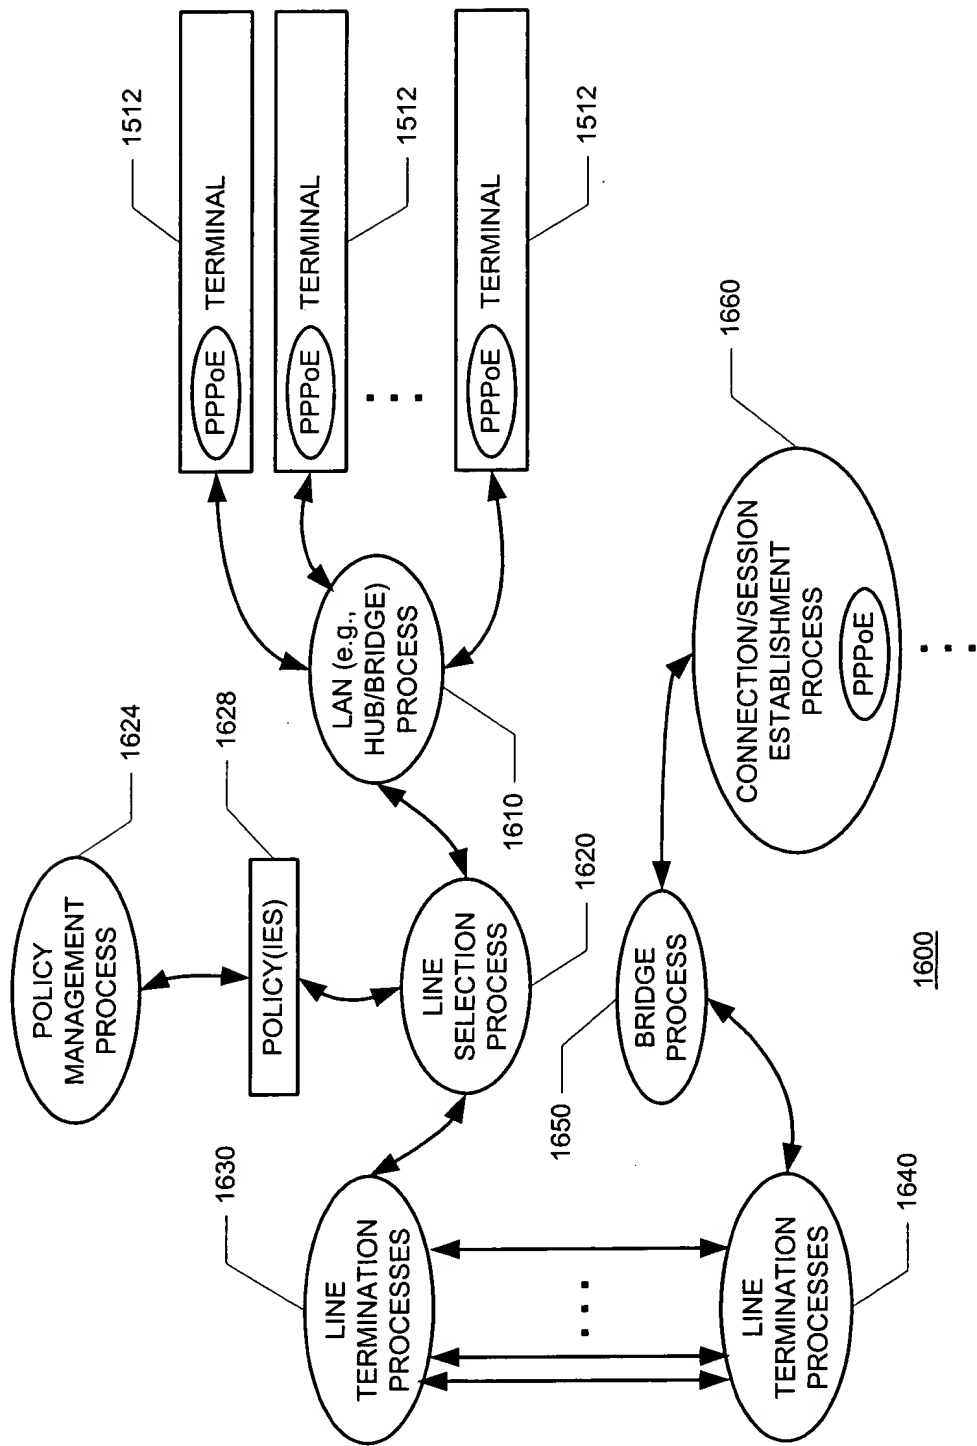 POLICY
MANAGEMENT
PROCESS
1624
POLICY(IES)
1628
1630
LINE
TERMINATION
PROCESSES
LINE
SELECTION
PROCESS
1620
LAN (e.g.,
HUB/BRIDGE)
PROCESS
1610
PPPoE TERMINAL
1512
PPPoE TERMINAL
1512
. . .
PPPoE TERMINAL
1512
. . .
LINE
TERMINATION
PROCESSES
1640
BRIDGE
PROCESS
1650
CONNECTION/SESSION
ESTABLISHMENT
PROCESS
PPPoE
1660
. . .
1600